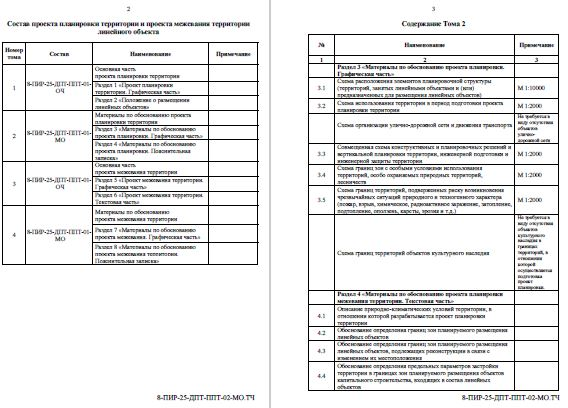 2
Состав проекта планировки территории и проекта межевания территории
линейного объекта
Номер
тома
Состав
Наименование
Примечание
1
8-ПИР-25-ДПТ-ППТ-01-
ОЧ
Основная часть
проекта планировки территории
Раздел 1 «Проект планировки
территории. Графическая часть»
Раздел 2 «Положение о размещении
линейных объектов»
2
8-ПИР-25-ДПТ-ППТ-02-
МО
Материалы по обоснованию проекта
планировки территории
Раздел 3 «Материалы по обоснованию
проекта планировки. Графическая часть»
Раздел 4 «Материалы по обоснованию
проекта планировки. Пояснительная
записка»
3
8-ПИР-25-ДПТ-ППТ-01-
ОЧ
Основная часть
проекта межевания территории
Раздел 5 «Проект межевания территории.
Графическая часть»
Раздел 6 «Проект межевания территории.
Текстовая часть»
4
8-ПИР-25-ДПТ-ППТ-01-
МО
Материалы по обоснованию
проекта межевания территории
Раздел 7 «Материалы по обоснованию
проекта межевания. Графическая часть»
Раздел 8 «Материалы по обоснованию
проекта межевания территории.
Пояснительная записка»
8-ПИР-25-ДПТ-ППТ-02-МО.ТЧ
3
Содержание Тома 2
№
Наименование
Примечание
1
2
3
Раздел 3 «Материалы по обоснованию проекта планировки.
Графическая часть»
3.1
Схема расположения элементов планировочной структуры
(территорий, занятых линейными объектами и (или)
предназначенных для размещения линейных объектов)
М 1:10000
3.2
Схема использования территории в период подготовки проекта
планировки территории
М 1:2000
Схема организации улично-дорожной сети и движения транспорта
Не требуется в
виду отсутствия
объектов
улично-
дорожной сети
3.3
Совмещенная схема конструктивных и планировочных решений и
вертикальной планировки территории, инженерной подготовки и
инженерной защиты территории
М 1:2000
3.4
Схема границ зон с особыми условиями использования
территорий, особо охраняемых природных территорий,
лесничеств
М 1:2000
3.5
Схема границ территорий, подверженных риску возникновения
чрезвычайных ситуаций природного и техногенного характера
(пожар, взрыв, химическое, радиоактивное заражение, затопление,
подтопление, оползень, карсты, эрозия и т.д.)
М 1:2000
Схема границ территорий объектов культурного наследия
Не требуется в
виду отсутствия
объектов
культурного
наследия в
границах
территорий, в
отношении
которой
осуществляется
подготовка
проект
планировки.
Раздел 4 «Материалы по обоснованию проекта планировки
межевания территории. Текстовая часть»
4.1
Описание природно-климатических условий территории, в
отношении которой разрабатывается проект планировки
территории
4.2
Обоснование определения границ зон планируемого размещения
линейных объектов
4.3
Обоснование определения границ зон планируемого размещения
линейных объектов, подлежащих реконструкции в связи с
изменением их местоположения
4.4
Обоснование определения предельных параметров застройки
территории в границах зон планируемого размещения объектов
капитального строительства, входящих в состав линейных
объектов
8-ПИР-25-ДПТ-ППТ-02-МО.ТЧ